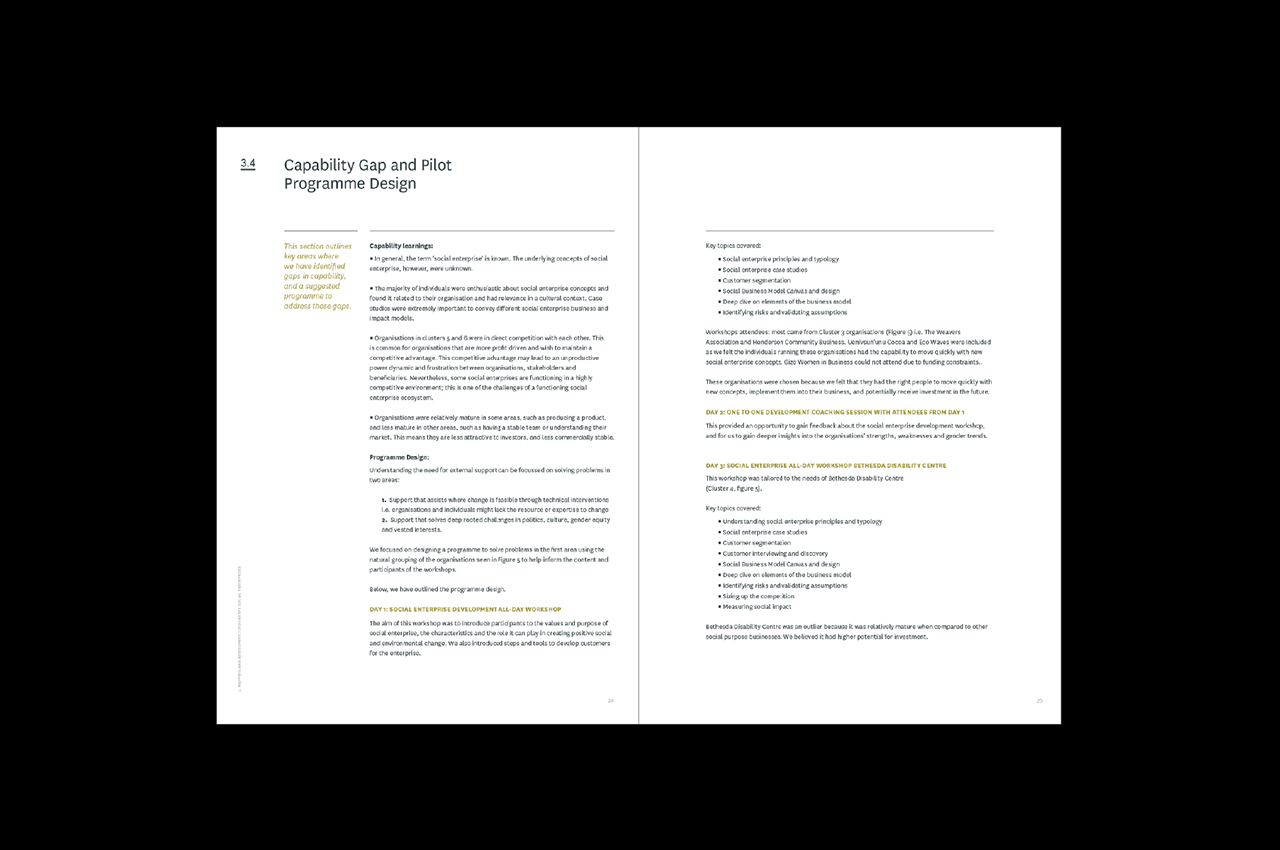 3.4
Capability Gap and Pilot
Programme Design
This section outlines
key areas where
we have identified
gaps in capability,
and a suggested
programme to
address those gaps.
Capability learnings:
• In general, the term 'social enterprise' is known. The underlying concepts of social
enterprise, however, were unknown.
• The majority of individuals were enthusiastic about social enterprise concepts and
found it related to their organisation and had relevance in a cultural context. Case
studies were extremely important to convey different social enterprise business and
impact models.
• Organisations in clusters 5 and 6 were in direct competition with each other. This
is common for organisations that are more profit driven and wish to maintain a
competitive advantage. This competitive advantage may lead to an unproductive
power dynamic and frustration between organisations, stakeholders and
beneficiaries. Nevertheless, some social enterprises are functioning in a highly
competitive environment; this is one of the challenges of a functioning social
enterprise ecosystem.
• Organisations were relatively mature in some areas, such as producing a product,
and less mature in other areas, such as having a stable team or understanding their
market. This means they are less attractive to investors, and less commercially stable.
Programme Design:
Understanding the need for external support can be focussed on solving problems in
two areas:
1. Support that assists where change is feasible through technical interventions
i.e. organisations and individuals might lack the resource or expertise to change
2. Support that solves deep rooted challenges in politics, culture, gender equity
and vested interests.
We focused on designing a programme to solve problems in the first area using the
natural grouping of the organisations seen in Figure 5 to help inform the content and
participants of the workshops.
Below, we have outlined the programme design.
DAY 1: SOCIAL ENTERPRISE DEVELOPMENT ALL-DAY WORKSHOP
The aim of this workshop was to introduce participants to the values and purpose of
social enterprise, the characteristics and the role it can play in creating positive social
and environmental change. We also introduced steps and tools to develop customers
for the enterprise.
24
Key topics covered:
• Social enterprise principles and typology
• Social enterprise case studies
• Customer segmentation
• Social Business Model Canvas and design
• Deep dive on elements of the business model
• Identifying risks and validating assumptions
Workshops attendees: most came from Cluster 3 organisations (Figure 5) i.e. The Weavers
Association and Henderson Community Business. Uenivun'una Cocoa and Eco Waves were included
as we felt the individuals running these organisations had the capability to move quickly with new
social enterprise concepts. Gizo Women in Business could not attend due to funding constraints..
These organisations were chosen because we felt that they had the right people to move quickly with
new concepts, implement them into their business, and potentially receive investment in the future.
DAY 2: ONE TO ONE DEVELOPMENT COACHING SESSION WITH ATTENDEES FROM DAY 1
This provided an opportunity to gain feedback about the social enterprise development workshop,
and for us to gain deeper insights into the organisations' strengths, weaknesses and gender trends.
DAY 3: SOCIAL ENTERPRISE ALL-DAY WORKSHOP BETHESDA DISABILITY CENTRE
This workshop was tailored to the needs of Bethesda Disability Centre
(Cluster 4, figure 5).
Key topics covered:
• Understanding social enterprise principles and typology
• Social enterprise case studies
• Customer segmentation
• Customer interviewing and discovery
• Social Business Model Canvas and design
• Deep dive on elements of the business model
• Identifying risks and validating assumptions
• Sizing up the competition
• Measuring social impact
Bethesda Disability Centre was an outlier because it was relatively mature when compared to other
social purpose businesses. We believed it had higher potential for investment.
25